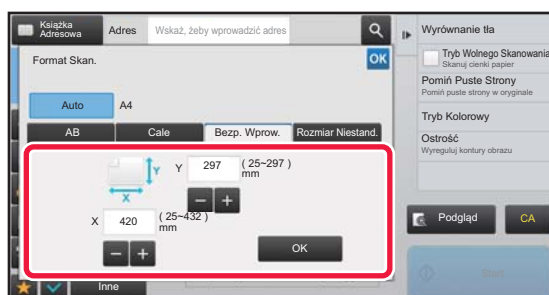 Książka
Adresowa
Adres
Wskaż, żeby wprowadzić adres
Format Skan.
OK
Auto
A4
AB
Cale
Bezp. Wprow.
Rozmiar Niestand.
Y
X
Y
297
( 25~297 )
mm
X
420
( 25~432 )
mm
OK
Inne
Wyrównanie tła
Tryb Wolnego Skanowania
Skanuj cienki papier
Pomiń Puste Strony
Pomiń puste strony w oryginale
Tryb Kolorowy
Ostrość
Wyreguluj kontury obrazu
Podgląd
CA
Start